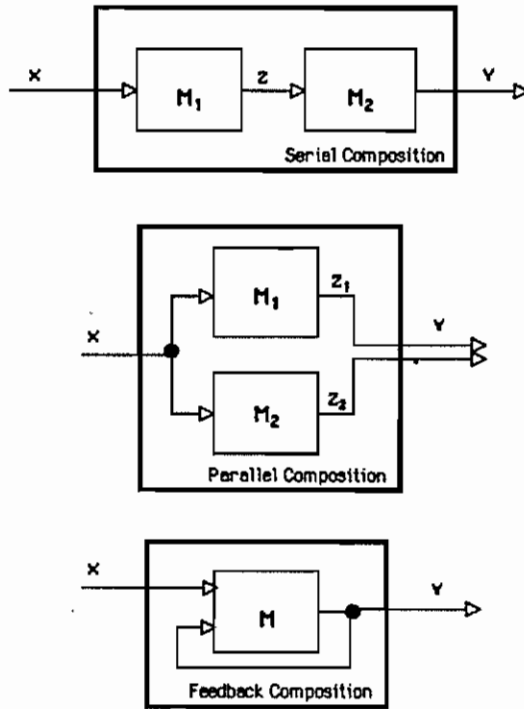 X
M₁
Z
M₂
Y
Serial Composition
M₁
Z₁
X
Y
M₂
Z₂
Parallel Composition
X
Y
M
Feedback Composition